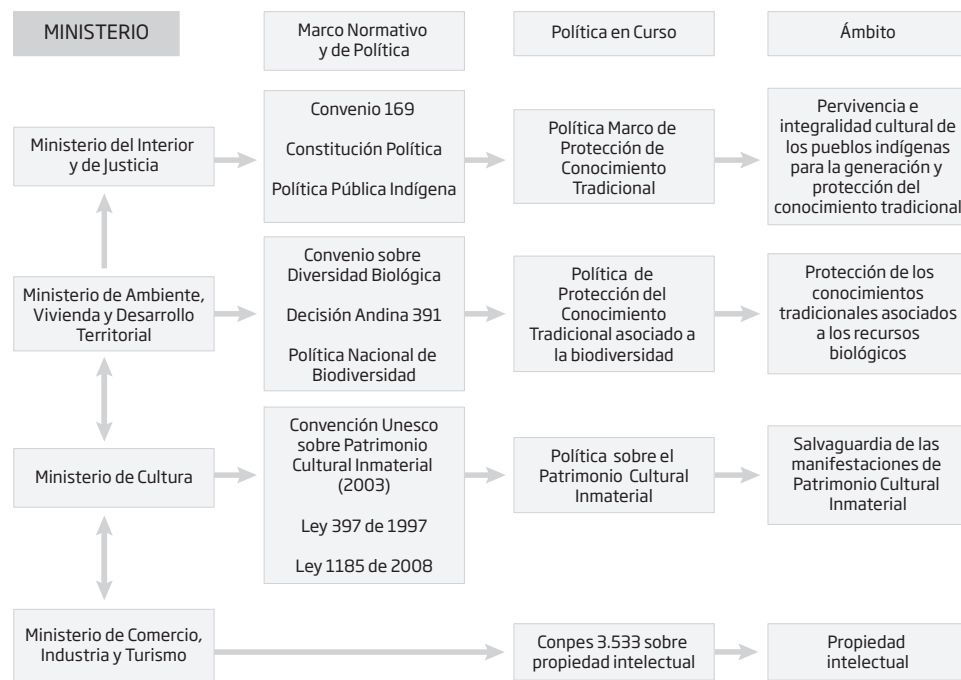 MINISTERIO
Marco Normativo
y de Política
Política en Curso
Ámbito
Ministerio del Interior
y de Justicia
Convenio 169
Constitución Política
Política Pública Indígena
Política Marco de
Protección de
Conocimiento
Tradicional
Pervivencia e
integralidad cultural de
los pueblos indígenas
para la generación y
protección del
conocimiento tradicional
Ministerio de Ambiente,
Vivienda y Desarrollo
Territorial
Convenio sobre
Diversidad Biológica
Decisión Andina 391
Política Nacional de
Biodiversidad
Política de
Protección del
Conocimiento
Tradicional asociado a
la biodiversidad
Protección de los
conocimientos
tradicionales asociados
a los recursos
biológicos
Ministerio de Cultura
Convención Unesco
sobre Patrimonio
Cultural Inmaterial
(2003)
Ley 397 de 1997
Ley 1185 de 2008
Política sobre el
Patrimonio Cultural
Inmaterial
Salvaguardia de las
manifestaciones de
Patrimonio Cultural
Inmaterial
Ministerio de Comercio,
Industria y Turismo
Conpes 3.533 sobre
propiedad intelectual
Propiedad
intelectual